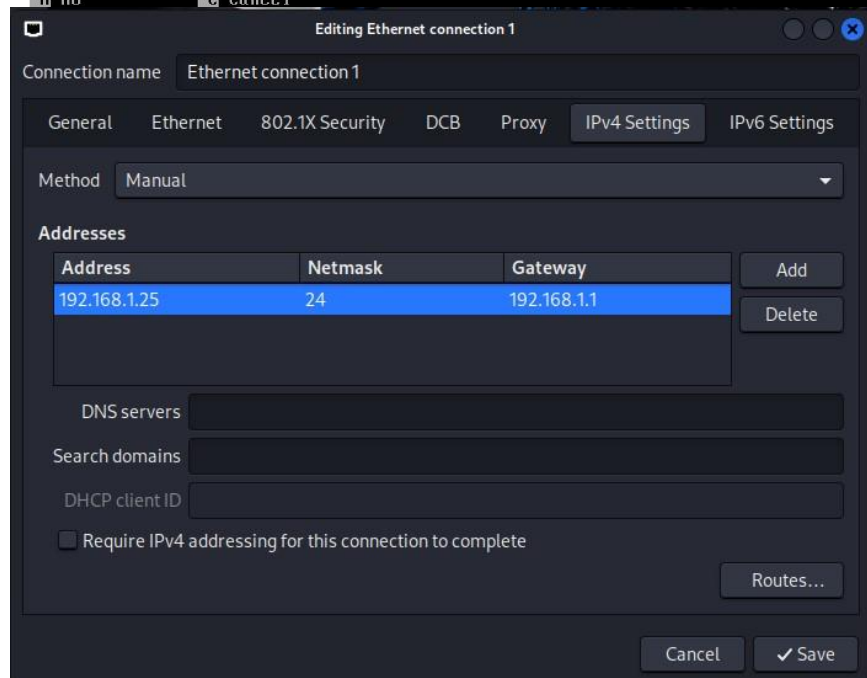 Cancel
Editing Ethernet connection 1
Connection name Ethernet connection 1
General Ethernet 802.1X Security DCB Proxy IPv4 Settings IPv6 Settings
Method Manual
Addresses
Address Netmask Gateway
192.168.1.25 24 192.168.1.1
Add
Delete
DNS servers
Search domains
DHCP client ID
Require IPv4 addressing for this connection to complete
Routes...
Cancel Save